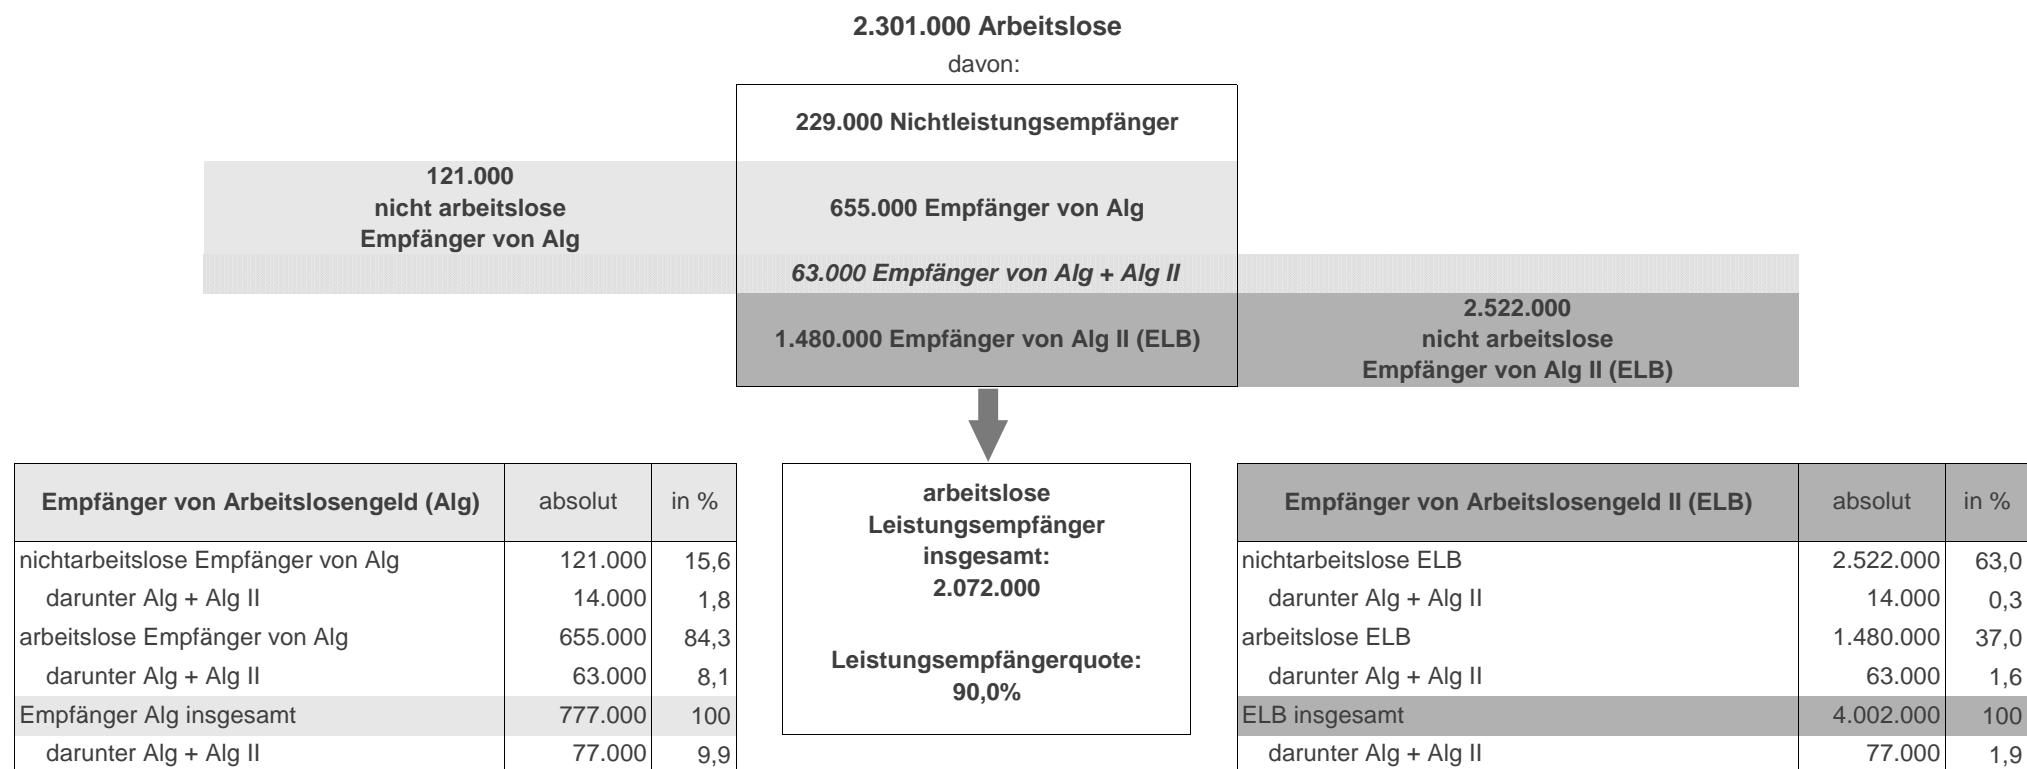 2.301.000 Arbeitslose
davon:
229.000 Nichtleistungsempfänger
121.000
nicht arbeitslose
Empfänger von Alg
655.000 Empfänger von Alg
63.000 Empfänger von Alg + Alg II
1.480.000 Empfänger von Alg II (ELB)
2.522.000
nicht arbeitslose
Empfänger von Alg II (ELB)
Empfänger von Arbeitslosengeld (Alg) absolut in %
nichtarbeitslose Empfänger von Alg 121.000 15,6
darunter Alg + Alg II 14.000 1,8
arbeitslose Empfänger von Alg 655.000 84,3
darunter Alg + Alg II 63.000 8,1
Empfänger Alg insgesamt 777.000 100
darunter Alg + Alg II 77.000 9,9
arbeitslose
Leistungsempfänger
insgesamt:
2.072.000
Leistungsempfängerquote:
90,0%
Empfänger von Arbeitslosengeld II (ELB) absolut in %
nichtarbeitslose ELB 2.522.000 63,0
darunter Alg + Alg II 14.000 0,3
arbeitslose ELB 1.480.000 37,0
darunter Alg + Alg II 63.000 1,6
ELB insgesamt 4.002.000 100
darunter Alg + Alg II 77.000 1,9